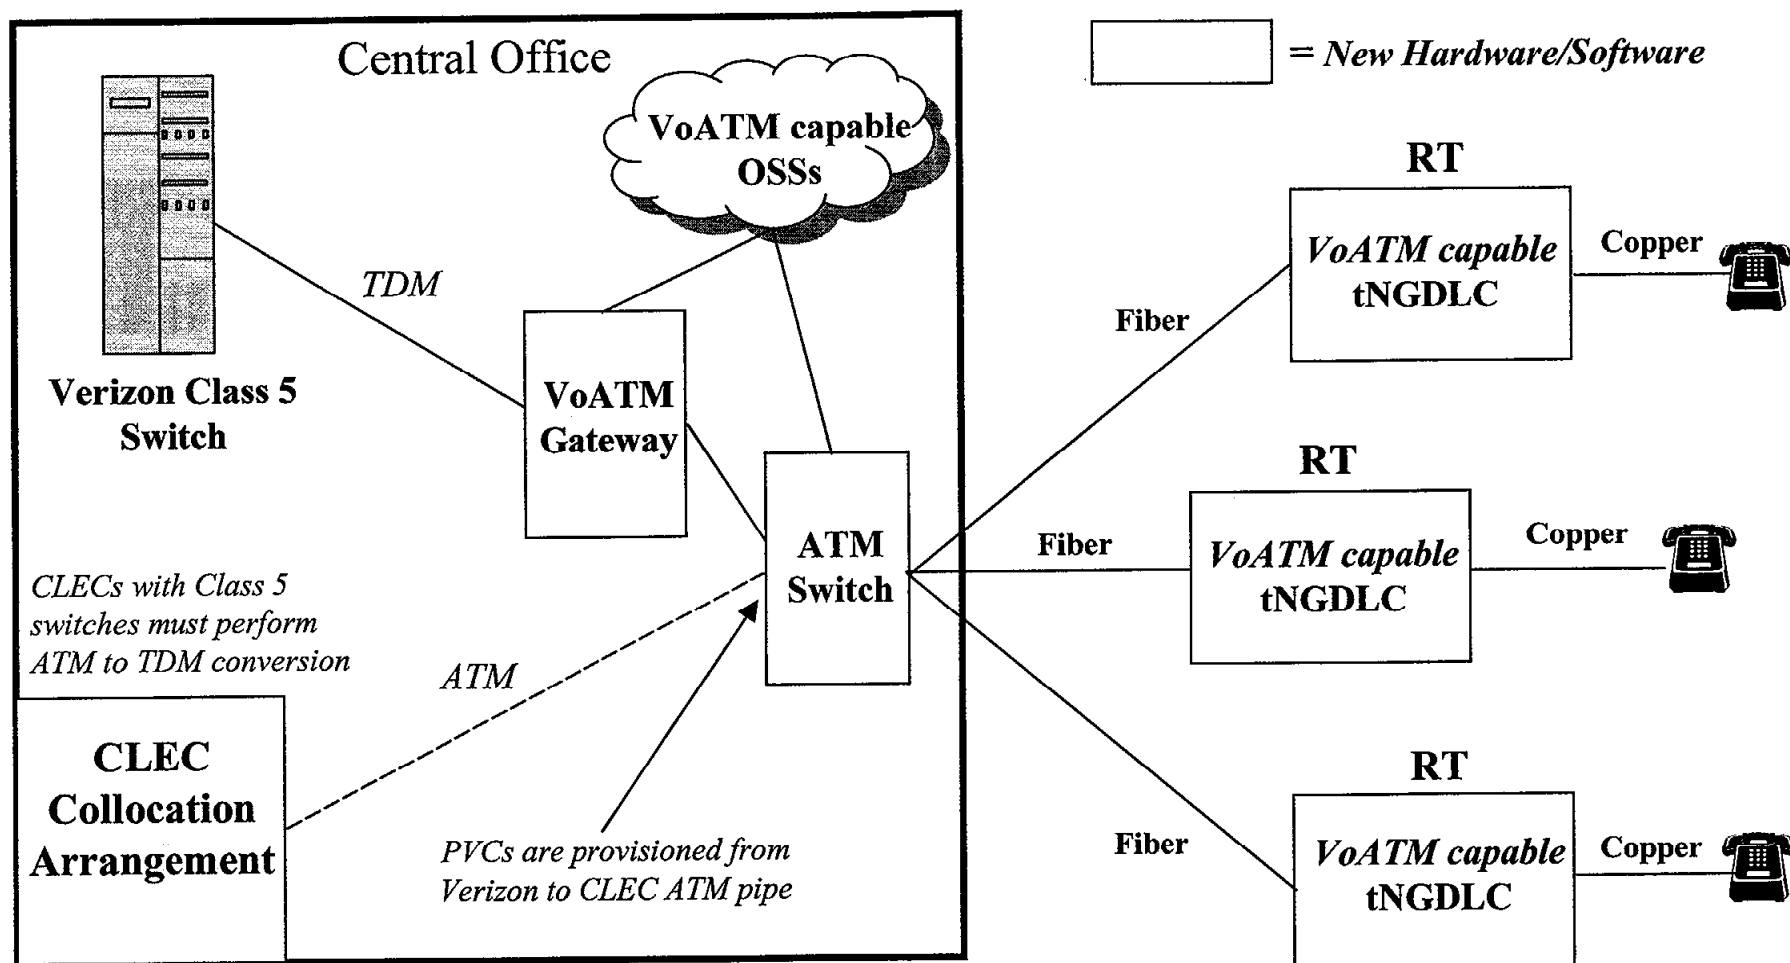 Central Office
= New Hardware/Software
VoATM capable
OSSs
TDM
Verizon Class 5
Switch
VoATM
Gateway
ATM
Switch
CLECs with Class 5
switches must perform
ATM to TDM conversion
ATM
CLEC
Collocation
Arrangement
PVCs are provisioned from
Verizon to CLEC ATM pipe
RT
VoATM capable
tNGDLC
Fiber
Copper
RT
VoATM capable
tNGDLC
Fiber
Copper
RT
VoATM capable
tNGDLC
Fiber
Copper